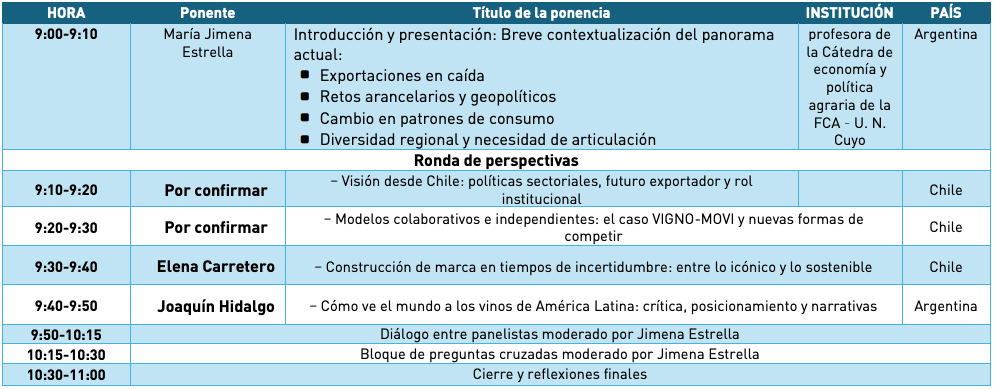 HORA Ponente Título de la ponencia INSTITUCIÓN PAÍS
9:00-9:10
María Jimena
Estrella
Introducción y presentación: Breve contextualización del panorama
actual:
Exportaciones en caída
Retos arancelarios y geopolíticos
Cambio en patrones de consumo
Diversidad regional y necesidad de articulación
profesora de
la Cátedra de
economía y
política
agraria de la
FCA - U. N.
Cuyo
Argentina
Ronda de perspectivas
9:10-9:20
Por confirmar
– Visión desde Chile: políticas sectoriales, futuro exportador y rol
institucional
Chile
9:20-9:30
Por confirmar
– Modelos colaborativos e independientes: el caso VIGNO-MOVI y nuevas formas de
competir
Chile
9:30-9:40 Elena Carretero – Construcción de marca en tiempos de incertidumbre: entre lo icónico y lo sostenible Chile
9:40-9:50 Joaquín Hidalgo – Cómo ve el mundo a los vinos de América Latina: crítica, posicionamiento y narrativas Argentina
9:50-10:15 Diálogo entre panelistas moderado por Jimena Estrella
10:15-10:30 Bloque de preguntas cruzadas moderado por Jimena Estrella
10:30-11:00 Cierre y reflexiones finales